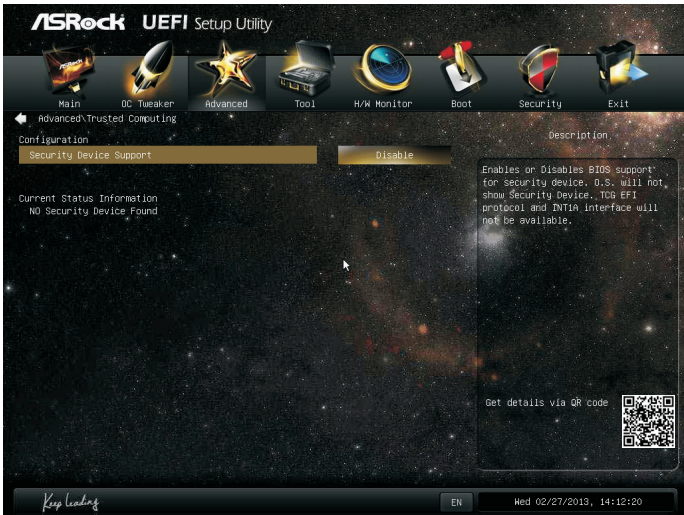 ASRock UEFI Setup Utility
Main OC Tweaker Advanced Tool H/W Monitor Boot Security Exit
Advanced\Trusted Computing
Configuration
Security Device Support Disable
Current Status Information
NO Security Device Found
Description
Enables or Disables BIOS support
for security device. O.S. will not
show Security Device. TCG EFI
protocol and INT1A interface will
not be available.
Get details via QR code
Keep Leading
EN
Wed 02/27/2013, 14:12:20